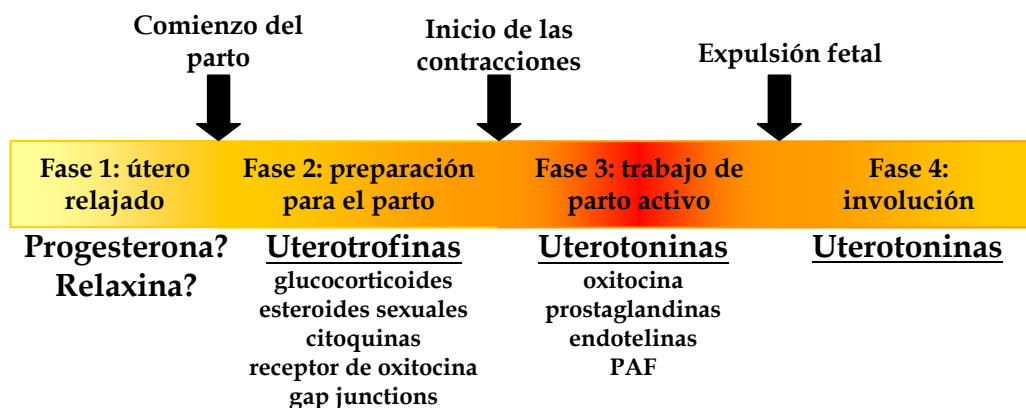 Comienzo del
parto
Inicio de las
contracciones
Expulsión fetal
Fase 1: útero
relajado
Fase 2: preparación
para el parto
Fase 3: trabajo de
parto activo
Fase 4:
involución
Progesterona?
Relaxina?
Uterotrofinas
glucocorticoides
esteroides sexuales
citoquinas
receptor de oxitocina
gap junctions
Uterotoninas
oxitocina
prostaglandinas
endotelinas
PAF
Uterotoninas